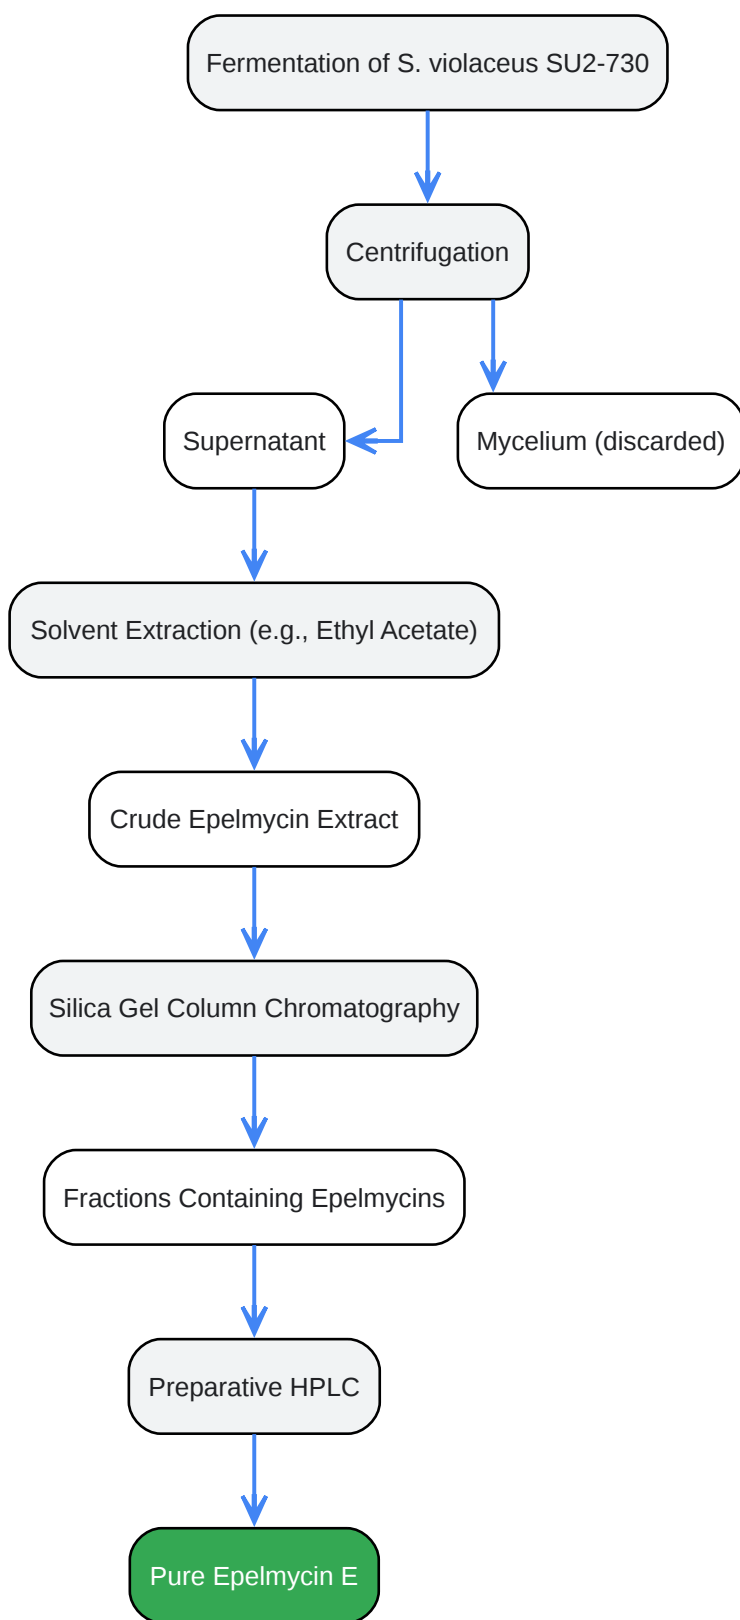 Fermentation of S. violaceus SU2-730
Centrifugation
Supernatant
Mycelium (discarded)
Solvent Extraction (e.g., Ethyl Acetate)
Crude Epelmycin Extract
Silica Gel Column Chromatography
Fractions Containing Epelmycins
Preparative HPLC
Pure Epelmycin E